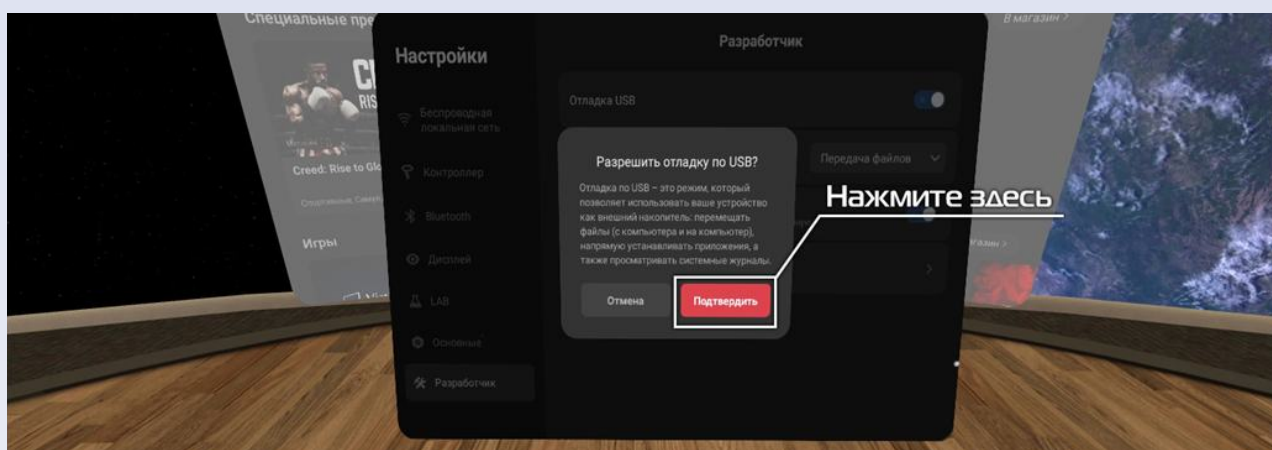 Специальные пре
В магазин >
Настройки
Разработчик
Беспроводная
локальная сеть
Отладка USB
Разрешить отладку по USB?
Передача файлов
Отладка по USB – это режим, который
позволяет использовать ваше устройство
как внешний накопитель: перемещать
файлы (с компьютера и на компьютер),
напрямую устанавливать приложения, а
также просматривать системные журналы.
Отмена
Подтвердить
Нажмите здесь
Creed: Rise to Glo
Контроллер
Bluetooth
Игры
Дисплей
LAB
Основные
Разработчик